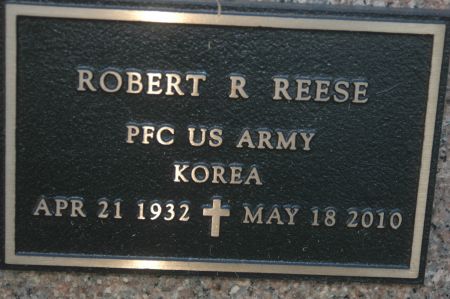 ROBERT R REESE
PFC US ARMY
KOREA
APR 21 1932 MAY 18 2010